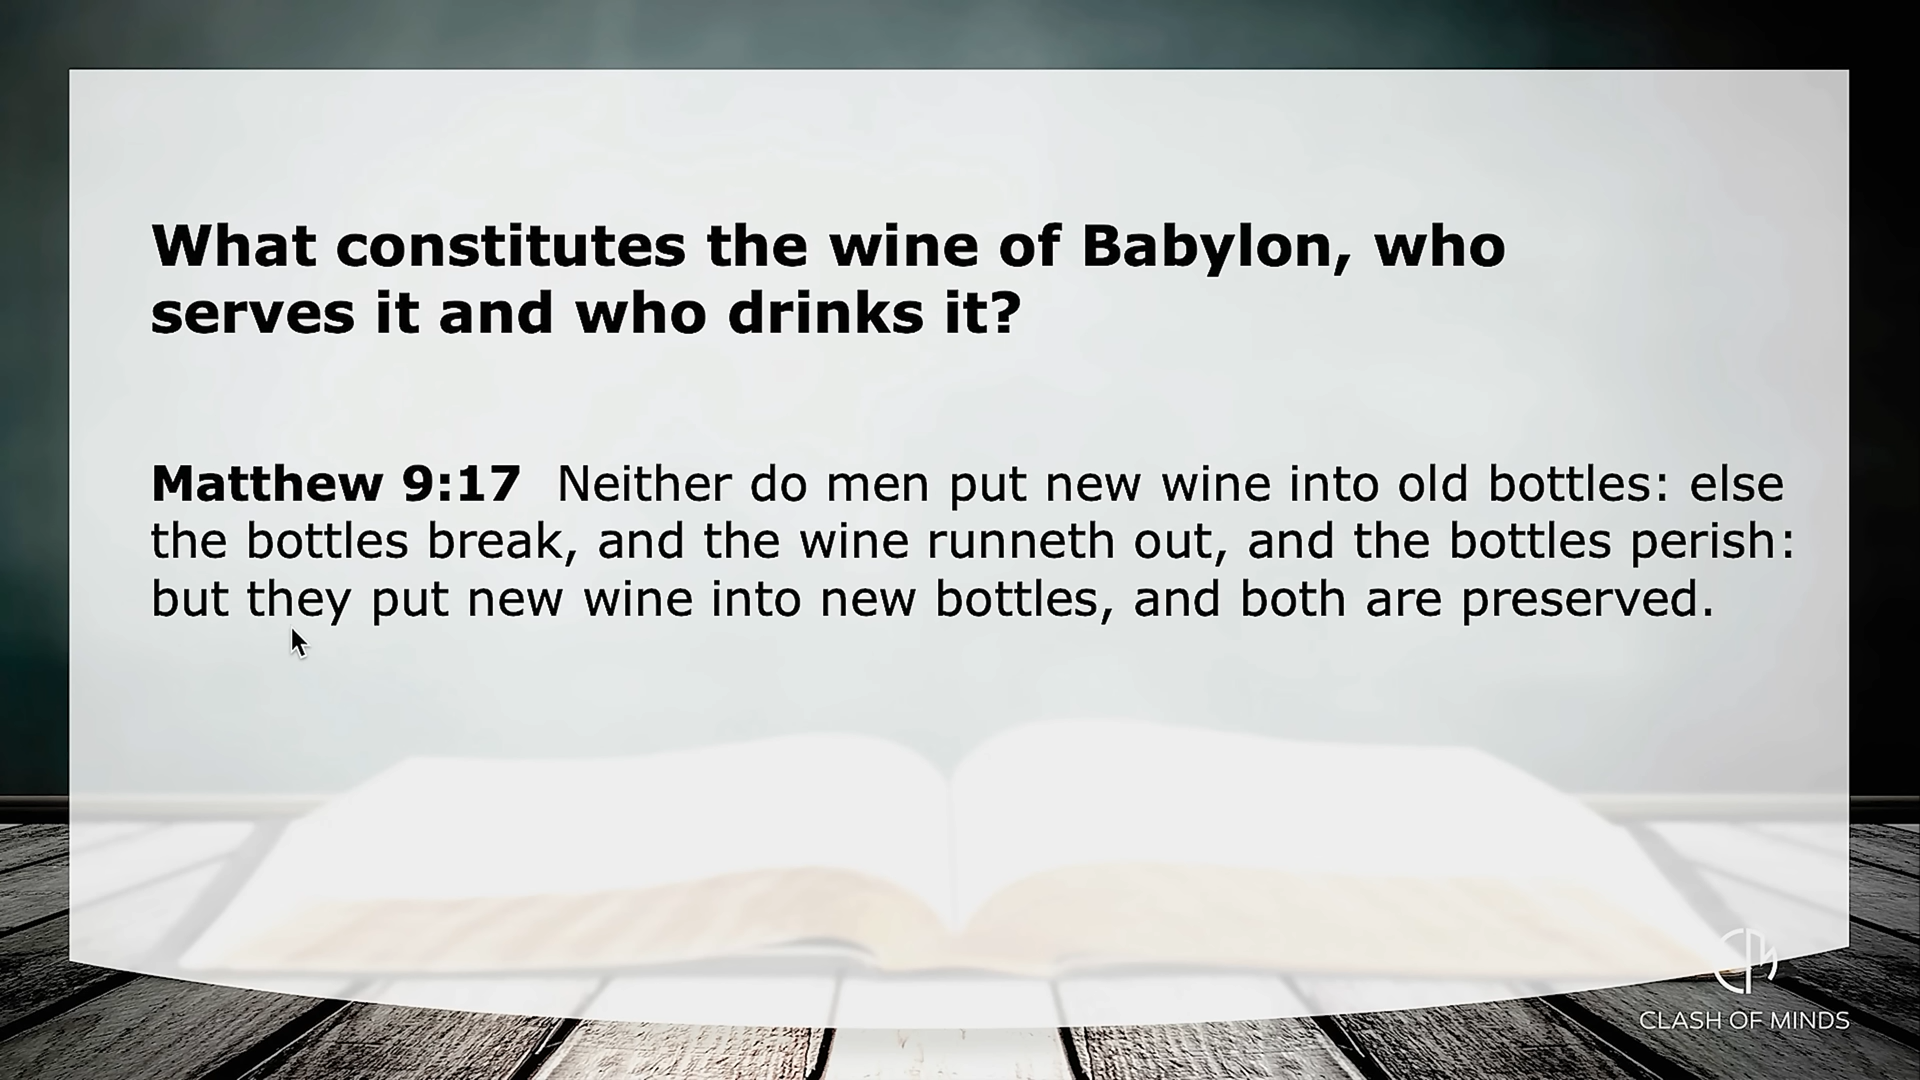 What constitutes the wine of Babylon, who
serves it and who drinks it?
Matthew 9:17 Neither do men put new wine into old bottles: else
the bottles break, and the wine runneth out, and the bottles perish:
but they put new wine into new bottles, and both are preserved.
CLASH OF MINDS